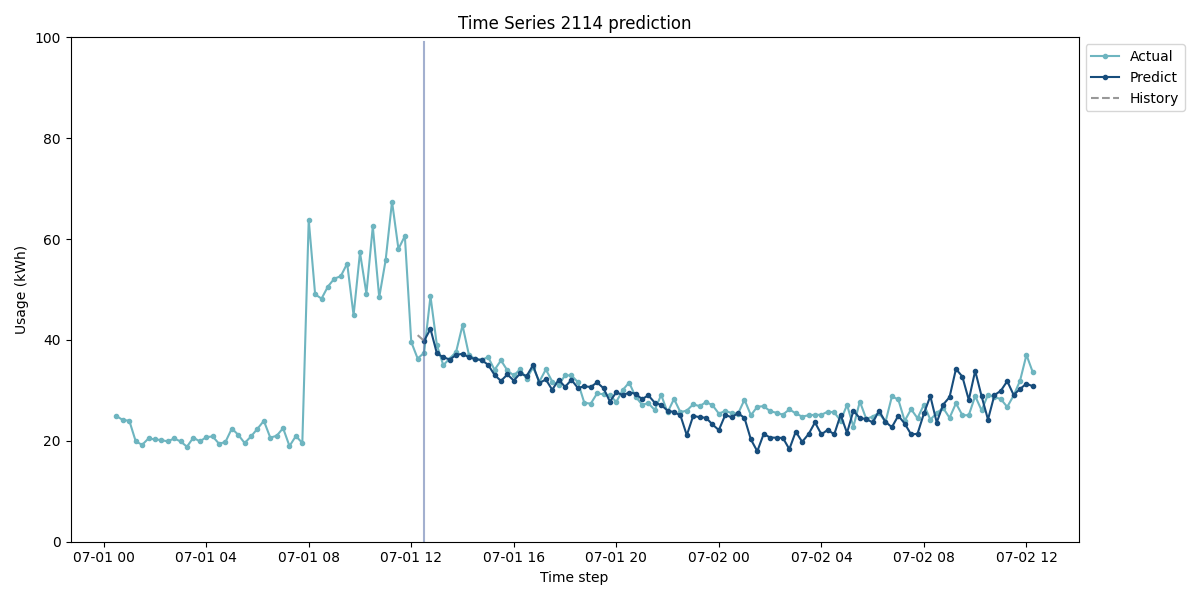 Time Series 2114 prediction
100
80
60
40
20
0
Usage (kWh)
07-01 00
07-01 04
07-01 08
07-01 12
07-01 16
07-01 20
07-02 00
07-02 04
07-02 08
07-02 12
Time step
Actual
Predict
History